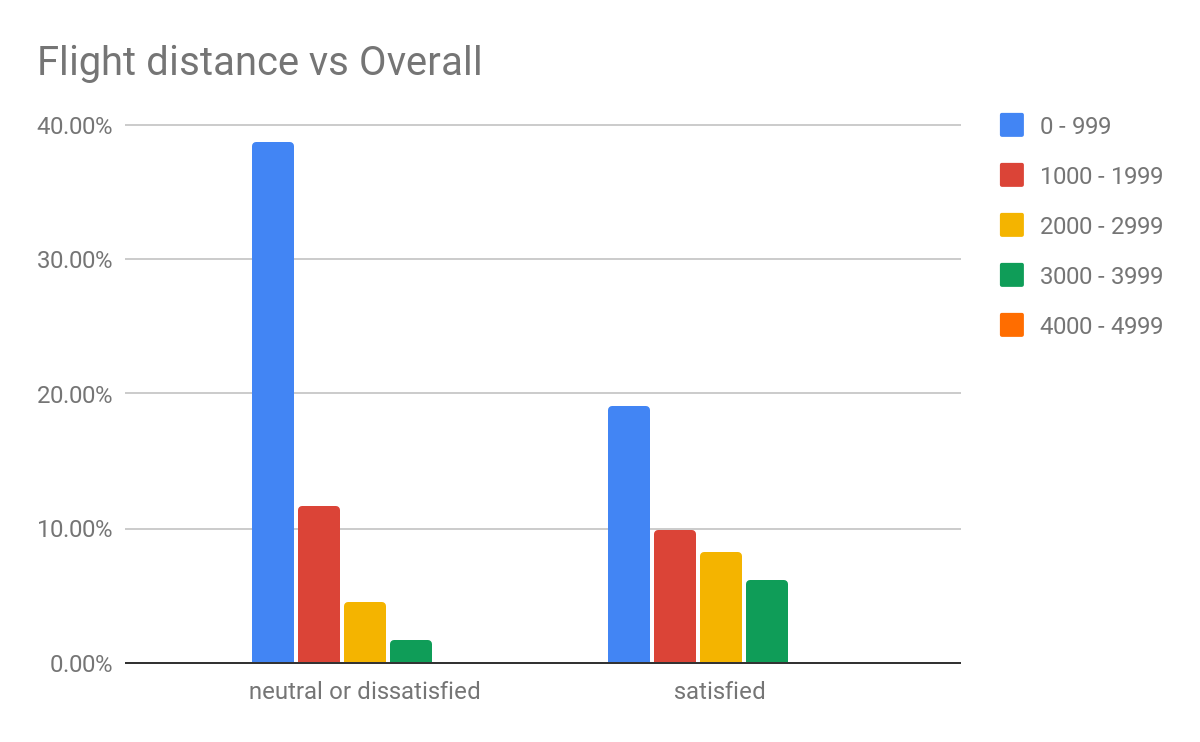 Flight distance vs Overall
40.00%
30.00%
20.00%
10.00%
0.00%
neutral or dissatisfied
satisfied
0 - 999
1000 - 1999
2000 - 2999
3000 - 3999
4000 - 4999